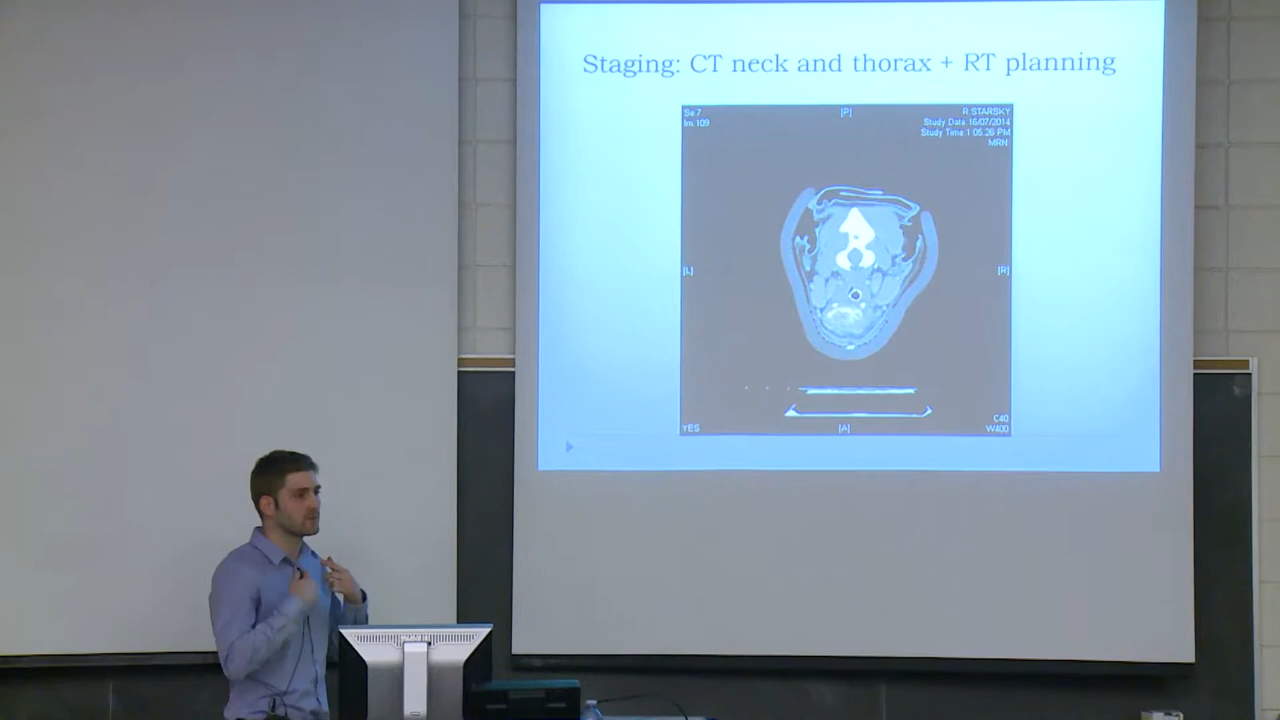 Staging: CT neck and thorax + RT planning
Se 7
Im 109
[P]
R.STARSKY
Study Date 16/07/2014
Study Time 1:05:26 PM
MRN
[L]
[R]
YES
[A]
C40
W400